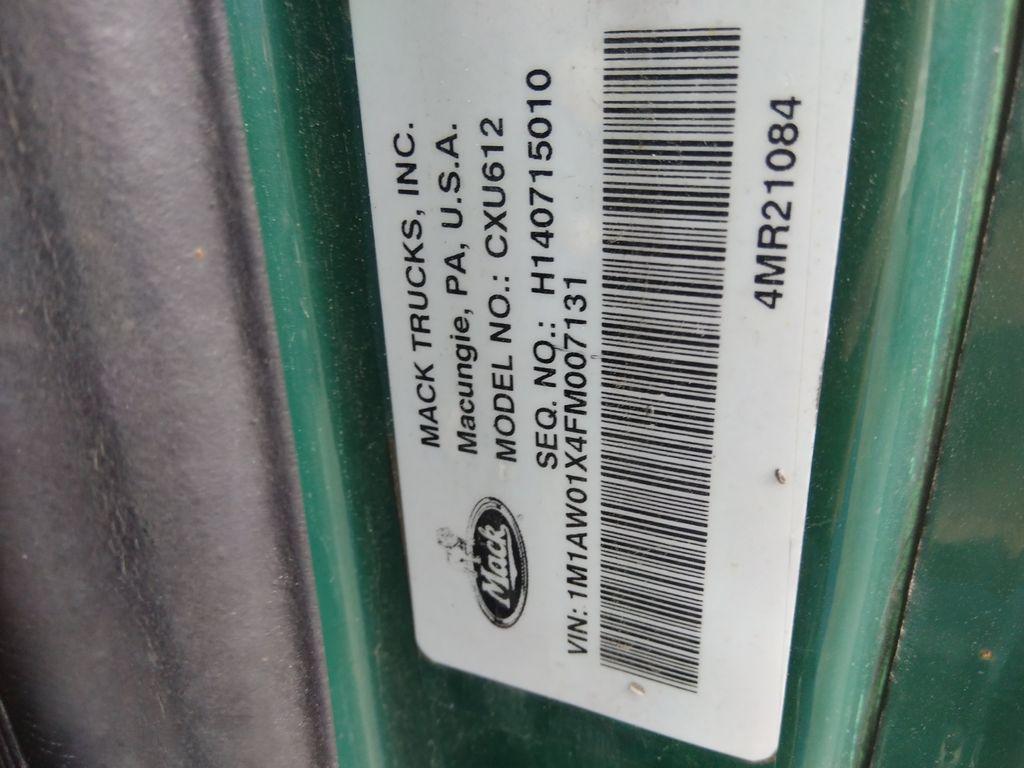 MACK TRUCKS, INC.
Macungie, PA, U.S.A.
MODEL NO.: CXU612
SEQ. NO.: H140715010
Mack
VIN: 1M1AW01X4FM007131
4MR21084